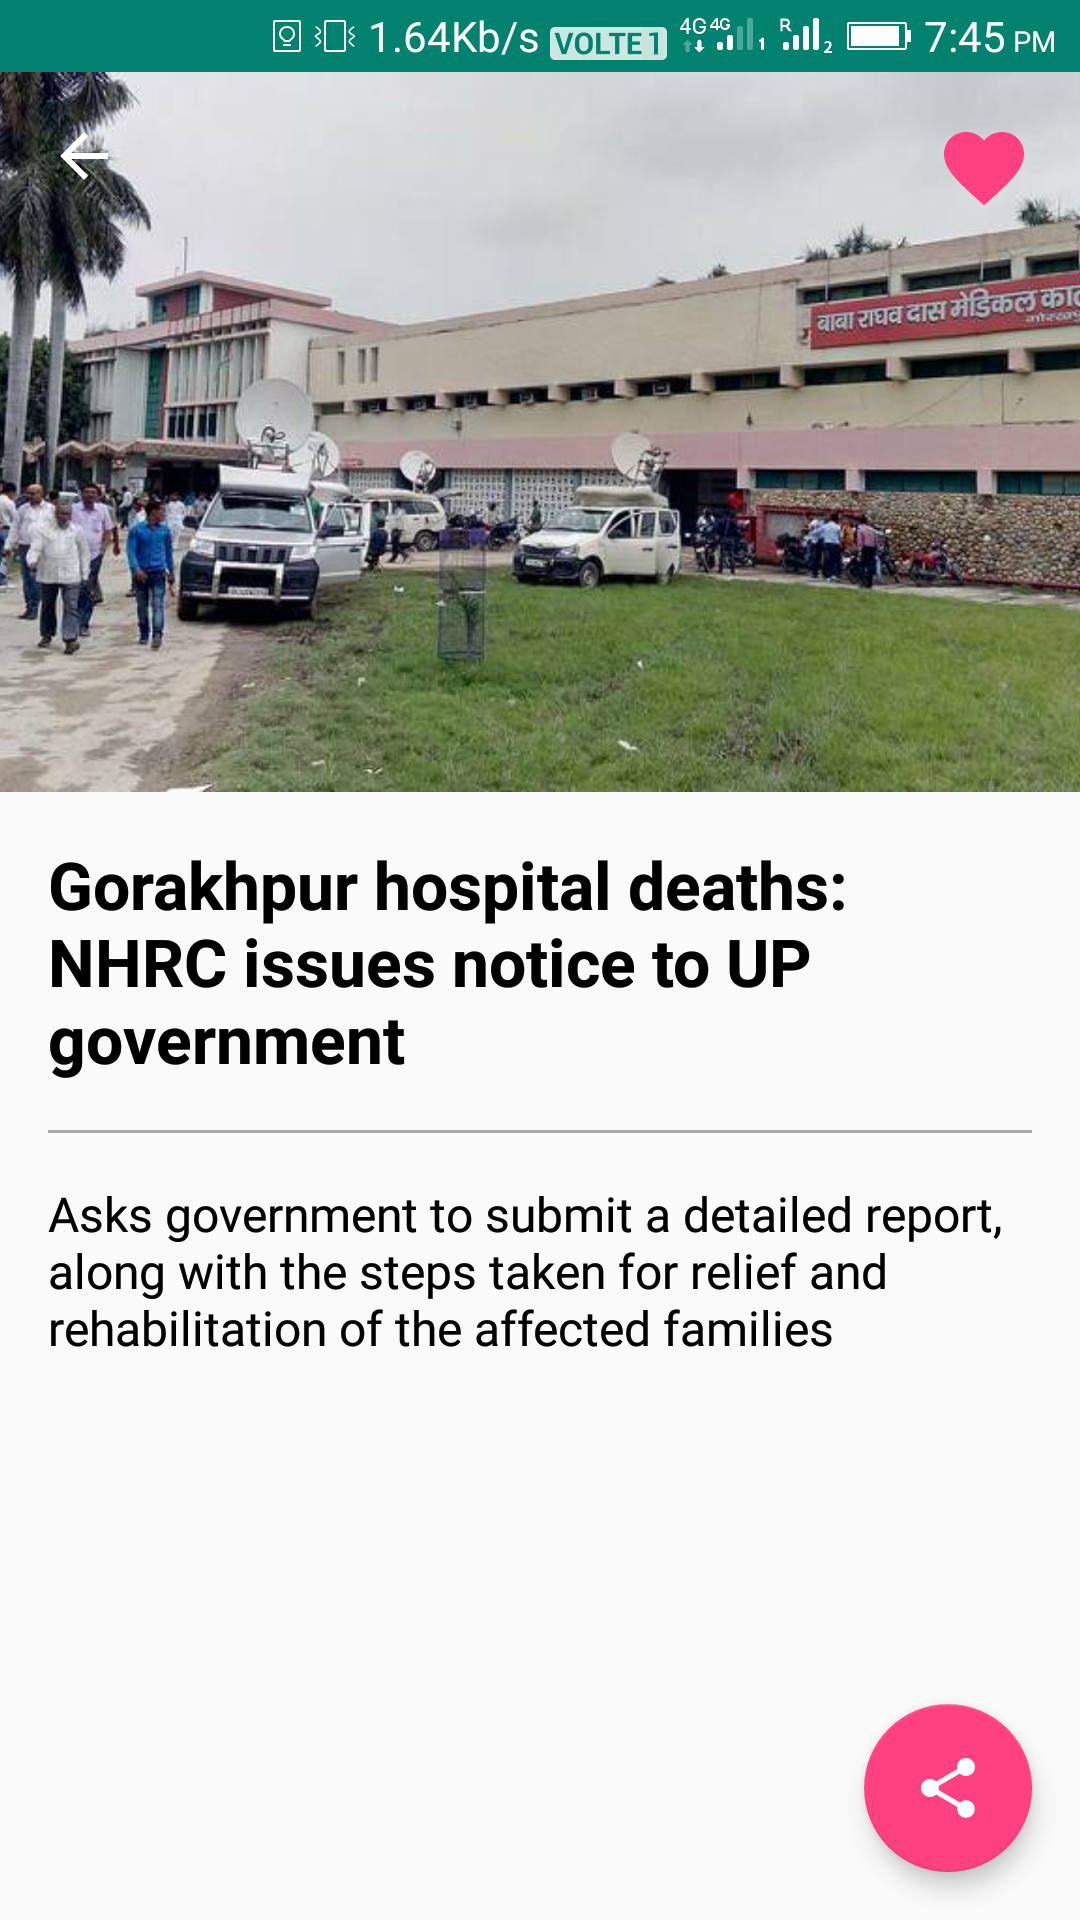 1.64Kb/s VOLTE 1 4G 4G 1 R 2 7:45 PM
बाबा राघव दास मेडिकल
Gorakhpur hospital deaths:
NHRC issues notice to UP
government
Asks government to submit a detailed report,
along with the steps taken for relief and
rehabilitation of the affected families